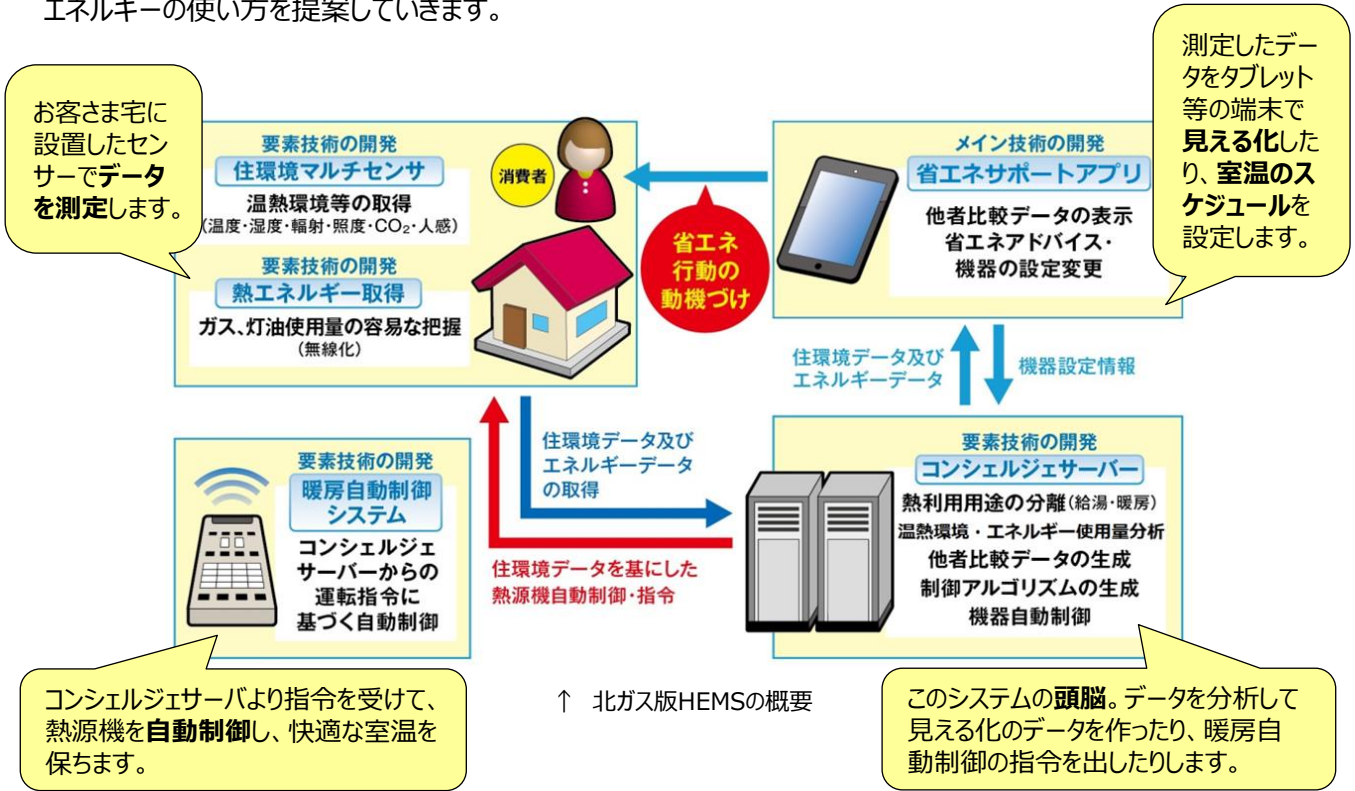 エネルギーの使い方を提案していきます。
お客さま宅に
設置したセン
サーでデータ
を測定します。
要素技術の開発
住環境マルチセンサ
温熱環境等の取得
(温度・湿度・輻射・照度・CO₂・人感)
要素技術の開発
熱エネルギー取得
ガス、灯油使用量の容易な把握
(無線化)
消費者
省エネ
行動の
動機づけ
メイン技術の開発
省エネサポートアプリ
他者比較データの表示
省エネアドバイス・
機器の設定変更
測定したデー
タをタブレット
等の端末で
見える化した
り、室温のス
ケジュールを
設定します。
住環境データ及び
エネルギーデータ
機器設定情報
要素技術の開発
暖房自動制御
システム
コンシェルジェ
サーバーからの
運転指令に
基づく自動制御
住環境データ及び
エネルギーデータ
の取得
住環境データを基にした
熱源機自動制御・指令
要素技術の開発
コンシェルジェサーバー
熱利用用途の分離(給湯・暖房)
温熱環境・エネルギー使用量分析
他者比較データの生成
制御アルゴリズムの生成
機器自動制御
コンシェルジェサーバより指令を受けて、
熱源機を自動制御し、快適な室温を
保ちます。
↑ 北ガス版HEMSの概要
このシステムの頭脳。データを分析して
見える化のデータを作ったり、暖房自
動制御の指令を出したりします。